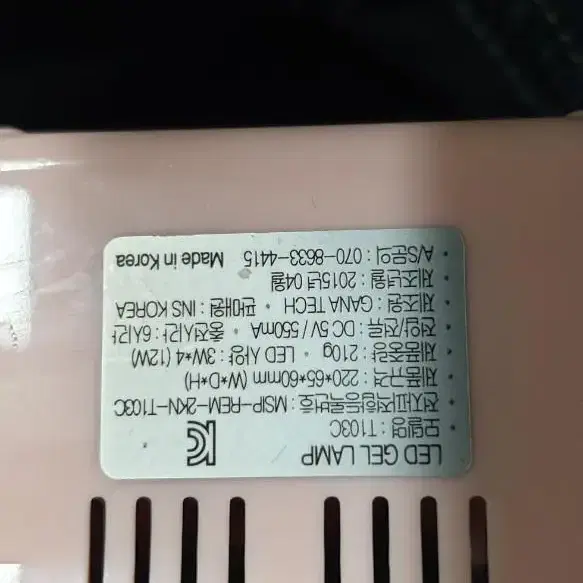 LED GEL LAMP
• 모델명 : T103C
• 전자파적합등록번호 : MSIP-REM-2KN-T103C
• 제품규격 : 220*65*60mm (W*D*H)
• 제품중량 : 210g • LED 사양 : 3W*4 (12W)
• 전압/전류 : DC 5V / 550mA • 충전시간 : 6시간
• 제조원 : GANA TECH • 판매원 : INS KOREA
• 제조년월 : 2015년 04월
• A/S문의 : 070-8633-4415 Made in Korea